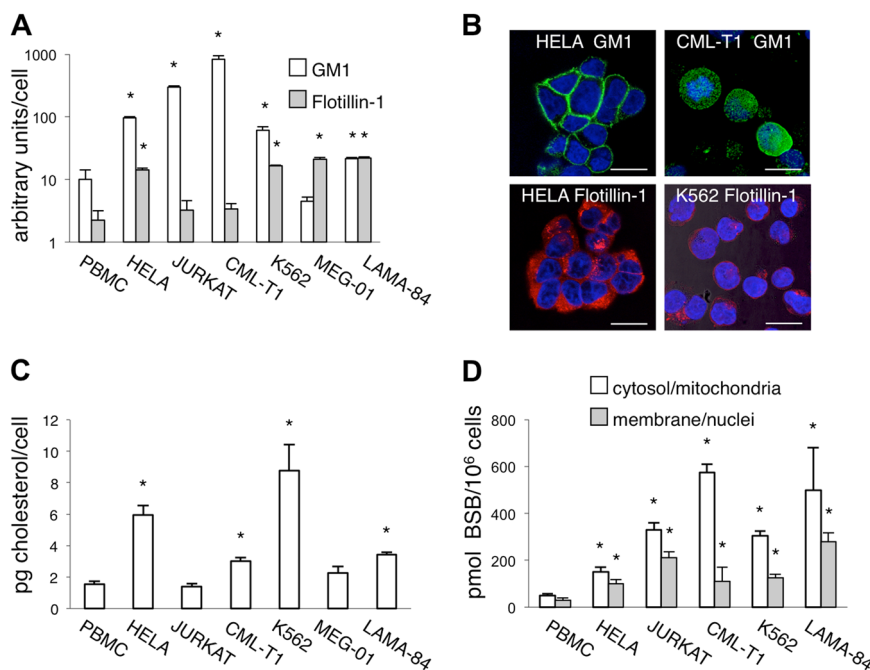 A
arbitrary units/cell
1000
100
10
1
GM1
Flotillin-1
*
*
*
*
*
*
*
* *
PBMC
HELA
JURKAT
CML-T1
K562
MEG-01
LAMA-84
B
HELA GM1
CML-T1 GM1
HELA Flotillin-1
K562 Flotillin-1
C
pg cholesterol/cell
12
10
8
6
4
2
0
*
*
*
*
PBMC
HELA
JURKAT
CML-T1
K562
MEG-01
LAMA-84
D
cytosol/mitochondria
membrane/nuclei
pmol BSB/10⁶ cells
800
600
400
200
0
*
*
*
*
*
*
*
*
*
*
PBMC
HELA
JURKAT
CML-T1
K562
LAMA-84